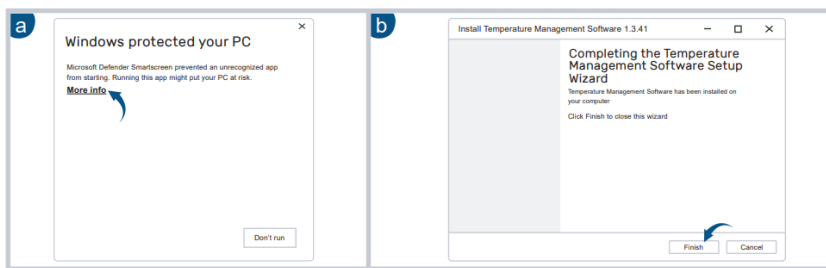 a
Windows protected your PC
Microsoft Defender Smartscreen prevented an unrecognized app
from starting. Running this app might put your PC at risk.
More info
Don't run
b
Install Temperature Management Software 1.3.41
Completing the Temperature
Management Software Setup
Wizard
Temperature Management Software has been installed on
your computer
Click Finish to close this wizard
Finish
Cancel